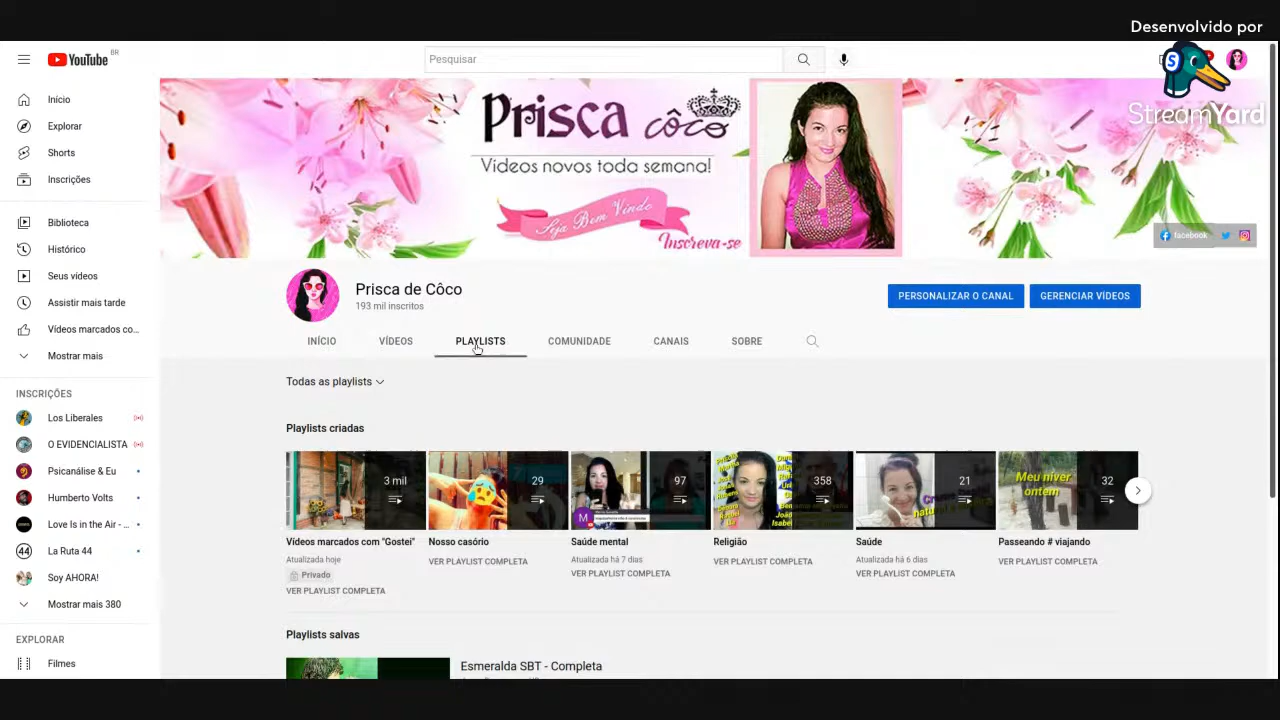 Desenvolvido por
StreamYard
YouTube BR
Pesquisar
Início
Explorar
Shorts
Inscrições
Biblioteca
Histórico
Seus vídeos
Assistir mais tarde
Vídeos marcados co...
Mostrar mais
INSCRIÇÕES
Los Liberales
O EVIDENCIALISTA
Psicanálise & Eu
Humberto Volts
Love Is in the Air - ...
44
La Ruta 44
Soy AHORA!
Mostrar mais 380
EXPLORAR
Filmes
Prisca côco
Vídeos novos toda semana!
Seja Bem Vindo
Inscreva-se
facebook
Prisca de Côco
193 mil inscritos
PERSONALIZAR O CANAL
GERENCIAR VÍDEOS
INÍCIO
VÍDEOS
PLAYLISTS
COMUNIDADE
CANAIS
SOBRE
Todas as playlists
Playlists criadas
3 mil
Vídeos marcados com "Gostei"
Atualizada hoje
Privado
VER PLAYLIST COMPLETA
29
Nosso casório
VER PLAYLIST COMPLETA
97
M
Saúde mental
Atualizada há 7 dias
VER PLAYLIST COMPLETA
358
Religião
VER PLAYLIST COMPLETA
21
Saúde
Atualizada há 6 dias
VER PLAYLIST COMPLETA
Meu niver
ontem
32
Passeando # viajando
VER PLAYLIST COMPLETA
Playlists salvas
Esmeralda SBT - Completa